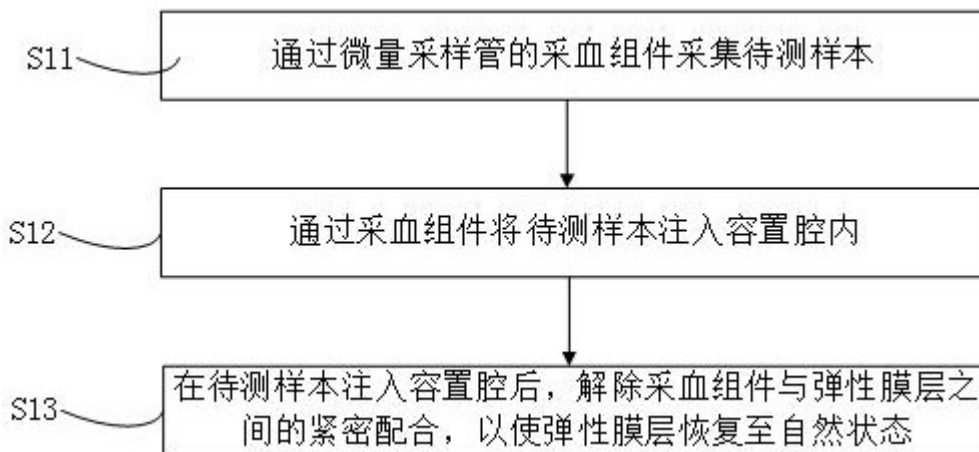 S11
通过微量采样管的采血组件采集待测样本
S12
通过采血组件将待测样本注入容置腔内
S13
在待测样本注入容置腔后，解除采血组件与弹性膜层之
间的紧密配合，以使弹性膜层恢复至自然状态